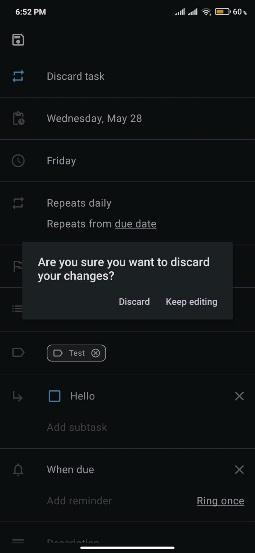 6:52 PM
60
Discard task
Wednesday, May 28
Friday
Repeats daily
Repeats from due date
Are you sure you want to discard
your changes?
Discard
Keep editing
Test
Hello
Add subtask
When due
Add reminder
Ring once
Description